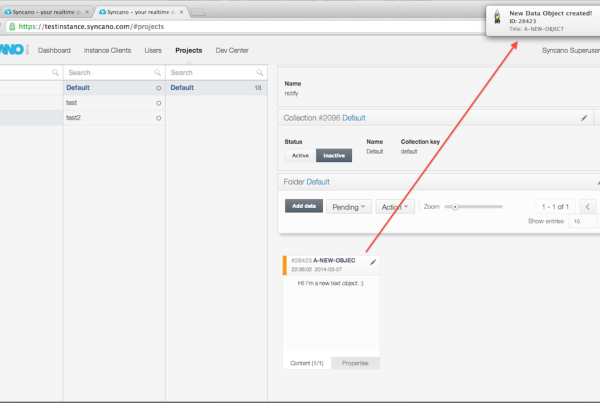 Syncano – your realtime d
Syncano – your realtime d
New Data Object created!
ID: 28423
Title: A-NEW-OBJECT
https://testinstance.syncano.com/#projects
ANO
Dashboard Instance Clients Users Projects Dev Center Syncano Superuser
Search Search
Default Default 18
test
test2
Name
notify
Collection #2096 Default
Status Name Collection key
Active Inactive Default default
Folder Default
Add data Pending Action Zoom 1 - 1 of 1
Show entries 10
#28423 A-NEW-OBJEC
22:36:02 2014-03-27
Hi! I'm a new text object. :)
Content (1/1) Properties